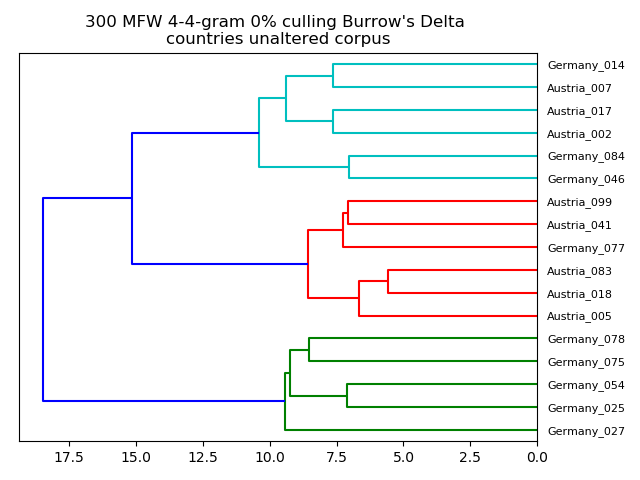 300 MFW 4-4-gram 0% culling Burrow's Delta
countries unaltered corpus
Germany_014
Austria_007
Austria_017
Austria_002
Germany_084
Germany_046
Austria_099
Austria_041
Germany_077
Austria_083
Austria_018
Austria_005
Germany_078
Germany_075
Germany_054
Germany_025
Germany_027
17.5 15.0 12.5 10.0 7.5 5.0 2.5 0.0